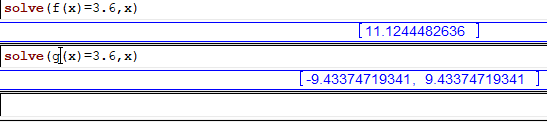 solve(f(x)=3.6,x)
[11.1244482636 ]
solve(g(x)=3.6,x)
[-9.43374719341, 9.43374719341 ]